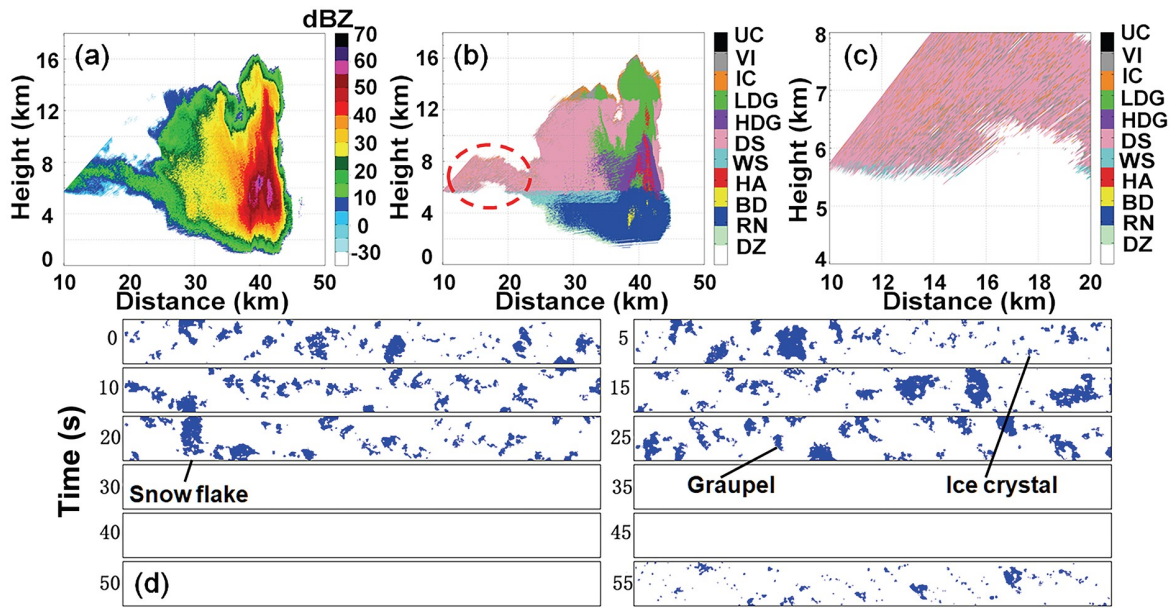 dBZ
(a)
Height (km)
16
12
8
4
0
10 20 30 40 50
Distance (km)
70
60
50
40
30
20
10
0
-30
(b)
Height (km)
16
12
8
4
0
10 20 30 40
Distance (km)
UC
VI
IC
LDG
HDG
DS
WS
HA
BD
RN
DZ
(c)
Height (km)
8
7
6
5
4
10 12 14 16 18 20
Distance (km)
UC
VI
IC
LDG
HDG
DS
WS
HA
BD
RN
DZ
Time (s)
0
5
10
15
20
25
Snow flake
Graupel
Ice crystal
30
35
40
45
50
(d)
55